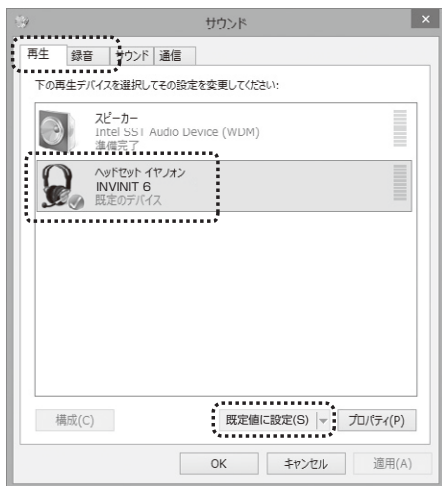 サウンド
×
再生 録音 サウンド 通信
下の再生デバイスを選択してその設定を変更してください:
スピーカー
Intel SST Audio Device (WDM)
準備完了
ヘッドセット イヤフォン
INVINIT 6
既定のデバイス
構成(C) 既定値に設定(S) プロパティ(P)
OK キャンセル 適用(A)